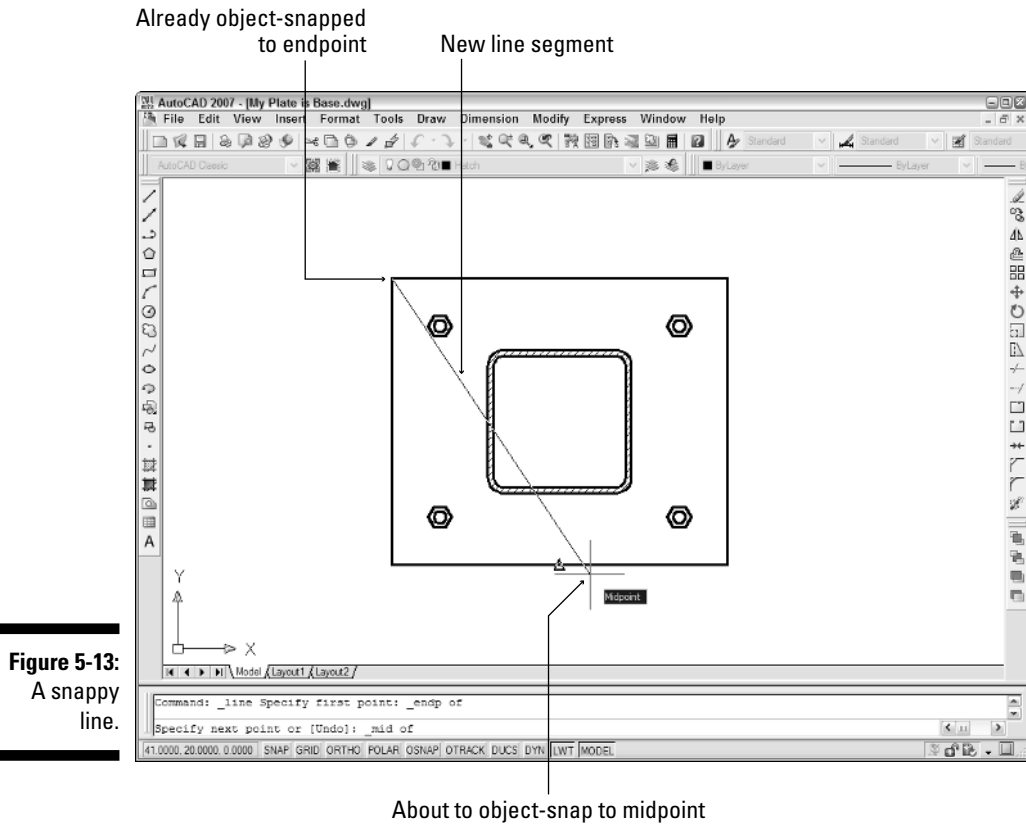 Already object-snapped
to endpoint
New line segment
AutoCAD 2007 - [My Plate is Base.dwg]
File Edit View Insert Format Tools Draw Dimension Modify Express Window Help
Standard Standard Standard
AutoCAD Classic Hatch ByLayer ByLayer
A
Midpoint
Y
X
Model Layout1 Layout2
Command: _line Specify first point: _endp of
Specify next point or [Undo]: _mid of
41.0000, 20.0000, 0.0000 SNAP GRID ORTHO POLAR OSNAP OTRACK DUCS DYN LWT MODEL
Figure 5-13:
A snappy
line.
About to object-snap to midpoint